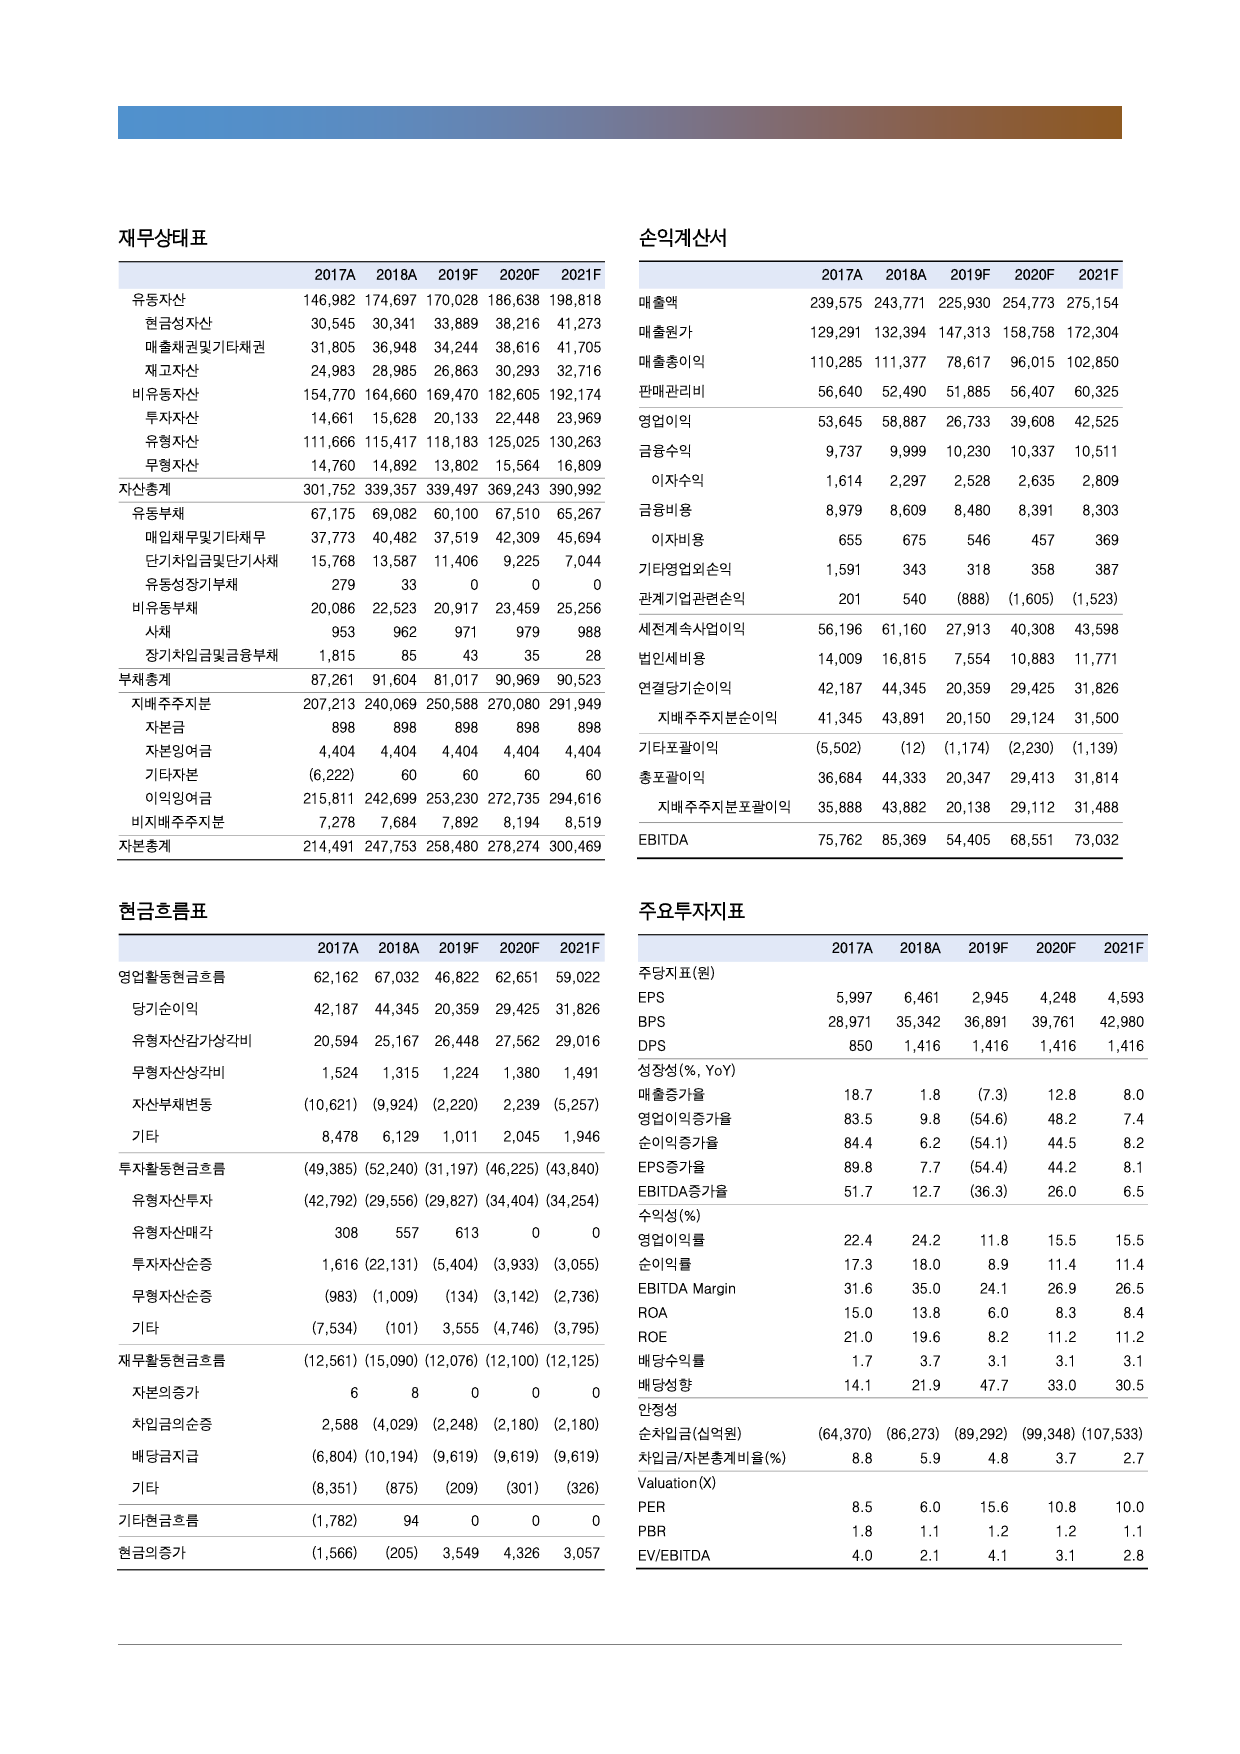 재무상태표
2017A 2018A 2019F 2020F 2021F
유동자산 146,982 174,697 170,028 186,638 198,818
현금성자산 30,545 30,341 33,889 38,216 41,273
매출채권및기타채권 31,805 36,948 34,244 38,616 41,705
재고자산 24,983 28,985 26,863 30,293 32,716
비유동자산 154,770 164,660 169,470 182,605 192,174
투자자산 14,661 15,628 20,133 22,448 23,969
유형자산 111,666 115,417 118,183 125,025 130,263
무형자산 14,760 14,892 13,802 15,564 16,809
자산총계 301,752 339,357 339,497 369,243 390,992
유동부채 67,175 69,082 60,100 67,510 65,267
매입채무및기타채무 37,773 40,482 37,519 42,309 45,694
단기차입금및단기사채 15,768 13,587 11,406 9,225 7,044
유동성장기부채 279 33 0 0 0
비유동부채 20,086 22,523 20,917 23,459 25,256
사채 953 962 971 979 988
장기차입금및금융부채 1,815 85 43 35 28
부채총계 87,261 91,604 81,017 90,969 90,523
지배주주지분 207,213 240,069 250,588 270,080 291,949
자본금 898 898 898 898 898
자본잉여금 4,404 4,404 4,404 4,404 4,404
기타자본 (6,222) 60 60 60 60
이익잉여금 215,811 242,699 253,230 272,735 294,616
비지배주주지분 7,278 7,684 7,892 8,194 8,519
자본총계 214,491 247,753 258,480 278,274 300,469
손익계산서
2017A 2018A 2019F 2020F 2021F
매출액 239,575 243,771 225,930 254,773 275,154
매출원가 129,291 132,394 147,313 158,758 172,304
매출총이익 110,285 111,377 78,617 96,015 102,850
판매관리비 56,640 52,490 51,885 56,407 60,325
영업이익 53,645 58,887 26,733 39,608 42,525
금융수익 9,737 9,999 10,230 10,337 10,511
이자수익 1,614 2,297 2,528 2,635 2,809
금융비용 8,979 8,609 8,480 8,391 8,303
이자비용 655 675 546 457 369
기타영업외손익 1,591 343 318 358 387
관계기업관련손익 201 540 (888) (1,605) (1,523)
세전계속사업이익 56,196 61,160 27,913 40,308 43,598
법인세비용 14,009 16,815 7,554 10,883 11,771
연결당기순이익 42,187 44,345 20,359 29,425 31,826
지배주주지분순이익 41,345 43,891 20,150 29,124 31,500
기타포괄이익 (5,502) (12) (1,174) (2,230) (1,139)
총포괄이익 36,684 44,333 20,347 29,413 31,814
지배주주지분포괄이익 35,888 43,882 20,138 29,112 31,488
EBITDA 75,762 85,369 54,405 68,551 73,032
현금흐름표
2017A 2018A 2019F 2020F 2021F
영업활동현금흐름 62,162 67,032 46,822 62,651 59,022
당기순이익 42,187 44,345 20,359 29,425 31,826
유형자산감가상각비 20,594 25,167 26,448 27,562 29,016
무형자산상각비 1,524 1,315 1,224 1,380 1,491
자산부채변동 (10,621) (9,924) (2,220) 2,239 (5,257)
기타 8,478 6,129 1,011 2,045 1,946
투자활동현금흐름 (49,385) (52,240) (31,197) (46,225) (43,840)
유형자산투자 (42,792) (29,556) (29,827) (34,404) (34,254)
유형자산매각 308 557 613 0 0
투자자산순증 1,616 (22,131) (5,404) (3,933) (3,055)
무형자산순증 (983) (1,009) (134) (3,142) (2,736)
기타 (7,534) (101) 3,555 (4,746) (3,795)
재무활동현금흐름 (12,561) (15,090) (12,076) (12,100) (12,125)
자본의증가 6 8 0 0 0
차입금의순증 2,588 (4,029) (2,248) (2,180) (2,180)
배당금지급 (6,804) (10,194) (9,619) (9,619) (9,619)
기타 (8,351) (875) (209) (301) (326)
기타현금흐름 (1,782) 94 0 0 0
현금의증가 (1,566) (205) 3,549 4,326 3,057
주요투자지표
2017A 2018A 2019F 2020F 2021F
주당지표(원)
EPS 5,997 6,461 2,945 4,248 4,593
BPS 28,971 35,342 36,891 39,761 42,980
DPS 850 1,416 1,416 1,416 1,416
성장성(%, YoY)
매출증가율 18.7 1.8 (7.3) 12.8 8.0
영업이익증가율 83.5 9.8 (54.6) 48.2 7.4
순이익증가율 84.4 6.2 (54.1) 44.5 8.2
EPS증가율 89.8 7.7 (54.4) 44.2 8.1
EBITDA증가율 51.7 12.7 (36.3) 26.0 6.5
수익성(%)
영업이익률 22.4 24.2 11.8 15.5 15.5
순이익률 17.3 18.0 8.9 11.4 11.4
EBITDA Margin 31.6 35.0 24.1 26.9 26.5
ROA 15.0 13.8 6.0 8.3 8.4
ROE 21.0 19.6 8.2 11.2 11.2
배당수익률 1.7 3.7 3.1 3.1 3.1
배당성향 14.1 21.9 47.7 33.0 30.5
안정성
순차입금(십억원) (64,370) (86,273) (89,292) (99,348) (107,533)
차입금/자본총계비율(%) 8.8 5.9 4.8 3.7 2.7
Valuation(X)
PER 8.5 6.0 15.6 10.8 10.0
PBR 1.8 1.1 1.2 1.2 1.1
EV/EBITDA 4.0 2.1 4.1 3.1 2.8